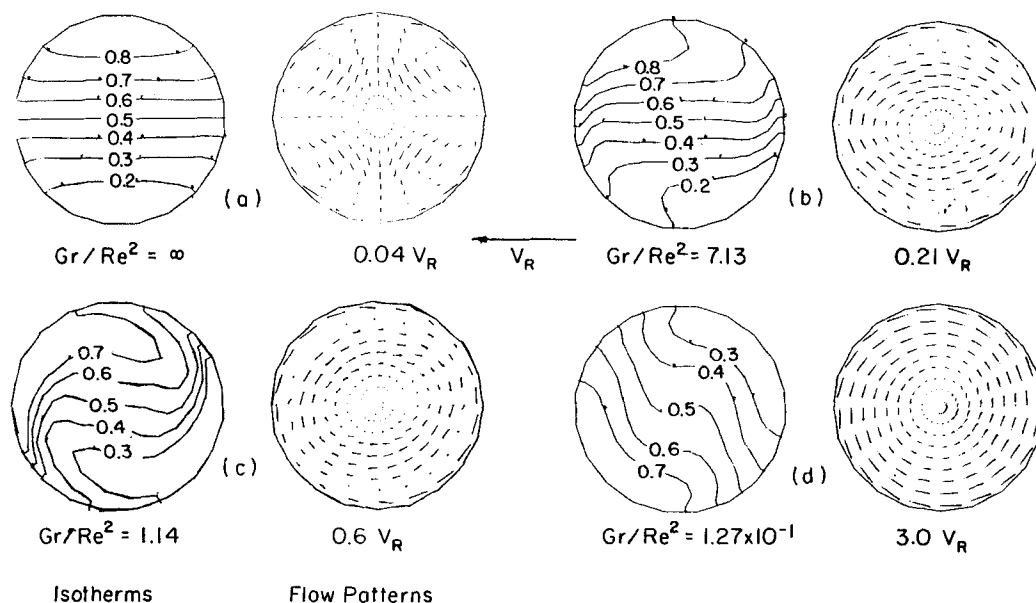 0.8
0.7
0.6
0.5
0.4
0.3
0.2
(a)
Gr/Re² = ∞
0.04 V_R
V_R
0.8
0.7
0.6
0.5
0.4
0.3
0.2
(b)
Gr/Re² = 7.13
0.21 V_R
0.7
0.6
0.5
0.4
0.3
(c)
Gr/Re² = 1.14
0.6 V_R
0.3
0.4
0.5
0.6
0.7
(d)
Gr/Re² = 1.27x10⁻¹
3.0 V_R
Isotherms
Flow Patterns